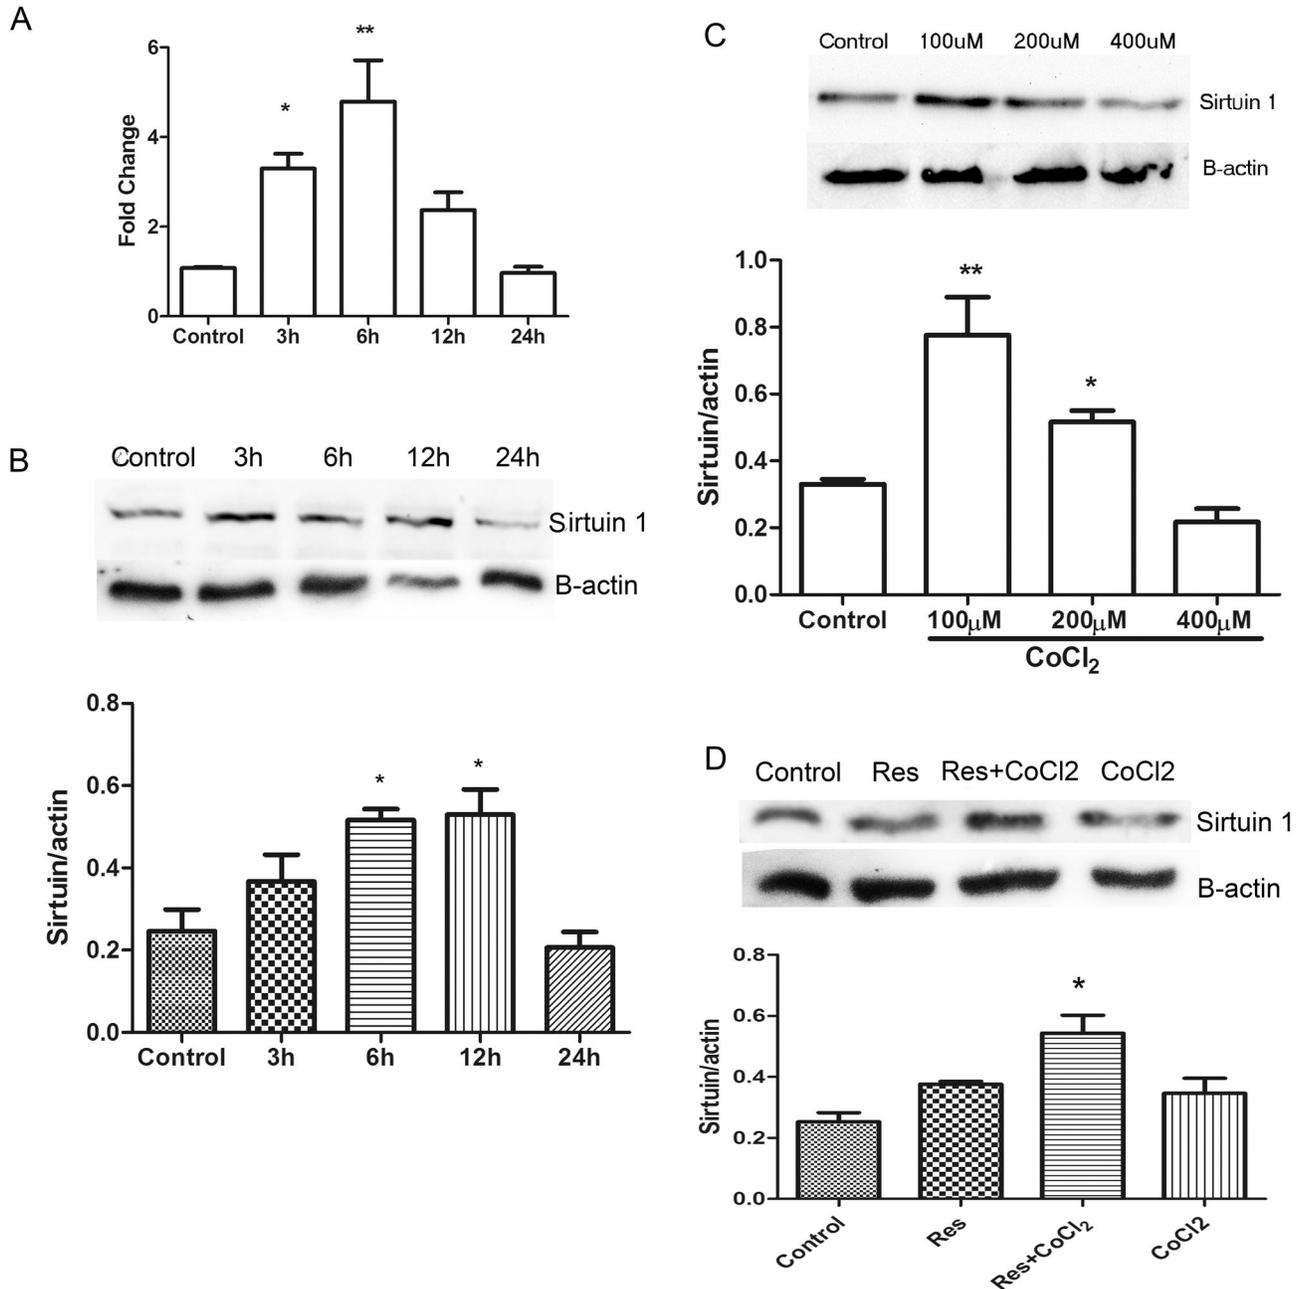 A
**
*
6
4
2
0
Fold Change
Control 3h 6h 12h 24h
B
Control 3h 6h 12h 24h
Sirtuin 1
B-actin
0.8
0.6
0.4
0.2
0.0
Sirtuin/actin
* *
Control 3h 6h 12h 24h
C
Control 100uM 200uM 400uM
Sirtuin 1
B-actin
1.0
0.8
0.6
0.4
0.2
0.0
Sirtuin/actin
**
*
Control 100µM 200µM 400µM
CoCl₂
D
Control Res Res+CoCl2 CoCl2
Sirtuin 1
B-actin
0.8
0.6
0.4
0.2
0.0
Sirtuin/actin
*
Control Res Res+CoCl₂ CoCl2